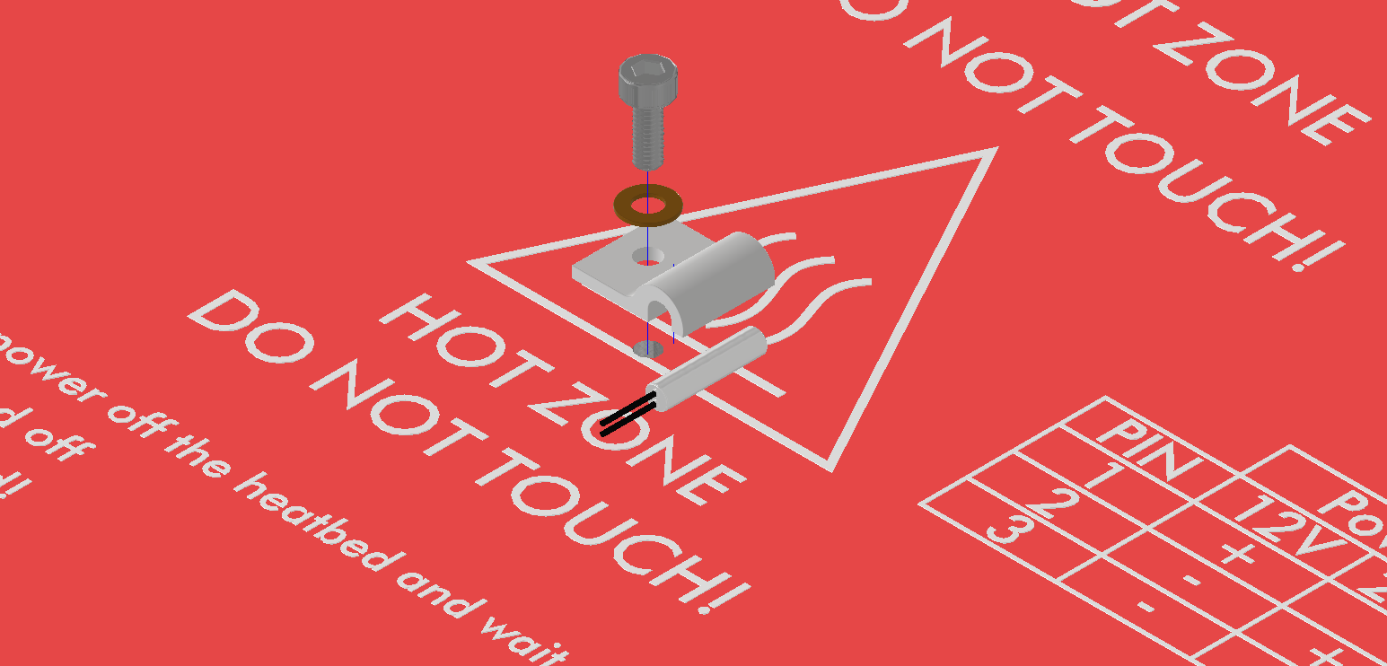 HOT ZONE
DO NOT TOUCH!
HOT ZONE
DO NOT TOUCH!
power off the heatbed and wait
off
PIN 12V
1 +
2 -
3 -
+